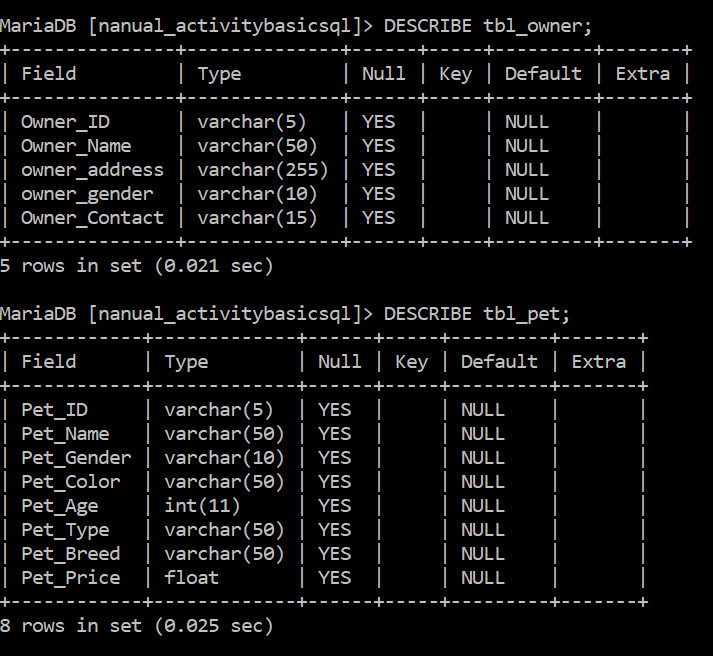 MariaDB [nanual_activitybasicsql]> DESCRIBE tbl_owner;
+---------------+--------------+------+-----+---------+-------+
| Field         | Type         | Null | Key | Default | Extra |
+---------------+--------------+------+-----+---------+-------+
| Owner_ID      | varchar(5)   | YES  |     | NULL    |       |
| Owner_Name    | varchar(50)  | YES  |     | NULL    |       |
| owner_address | varchar(255) | YES  |     | NULL    |       |
| owner_gender  | varchar(10)  | YES  |     | NULL    |       |
| Owner_Contact | varchar(15)  | YES  |     | NULL    |       |
+---------------+--------------+------+-----+---------+-------+
5 rows in set (0.021 sec)
MariaDB [nanual_activitybasicsql]> DESCRIBE tbl_pet;
+------------+-------------+------+-----+---------+-------+
| Field      | Type        | Null | Key | Default | Extra |
+------------+-------------+------+-----+---------+-------+
| Pet_ID     | varchar(5)  | YES  |     | NULL    |       |
| Pet_Name   | varchar(50) | YES  |     | NULL    |       |
| Pet_Gender | varchar(10) | YES  |     | NULL    |       |
| Pet_Color  | varchar(50) | YES  |     | NULL    |       |
| Pet_Age    | int(11)     | YES  |     | NULL    |       |
| Pet_Type   | varchar(50) | YES  |     | NULL    |       |
| Pet_Breed  | varchar(50) | YES  |     | NULL    |       |
| Pet_Price  | float       | YES  |     | NULL    |       |
+------------+-------------+------+-----+---------+-------+
8 rows in set (0.025 sec)